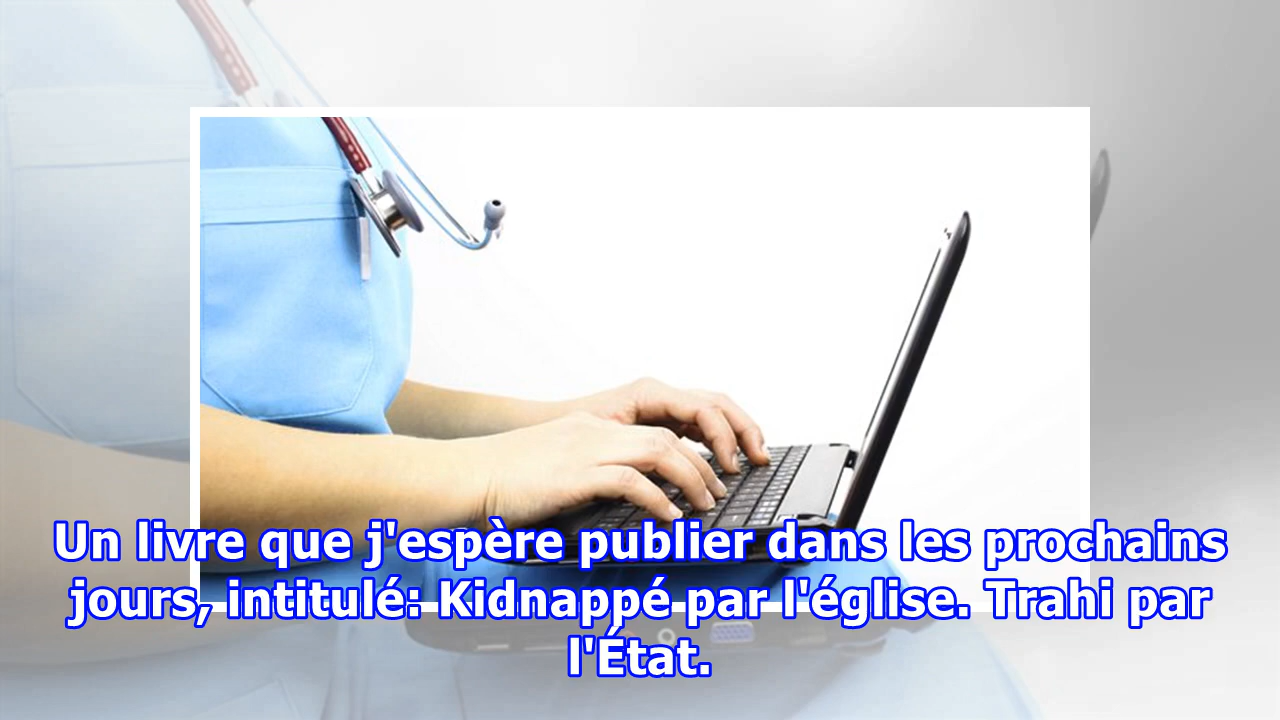 Un livre que j'espère publier dans les prochains
jours, intitulé: Kidnappé par l'église. Trahi par
l'État.